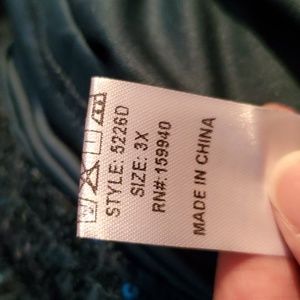 STYLE: 5226D
SIZE: 3X
RN#: 159940
MADE IN CHINA